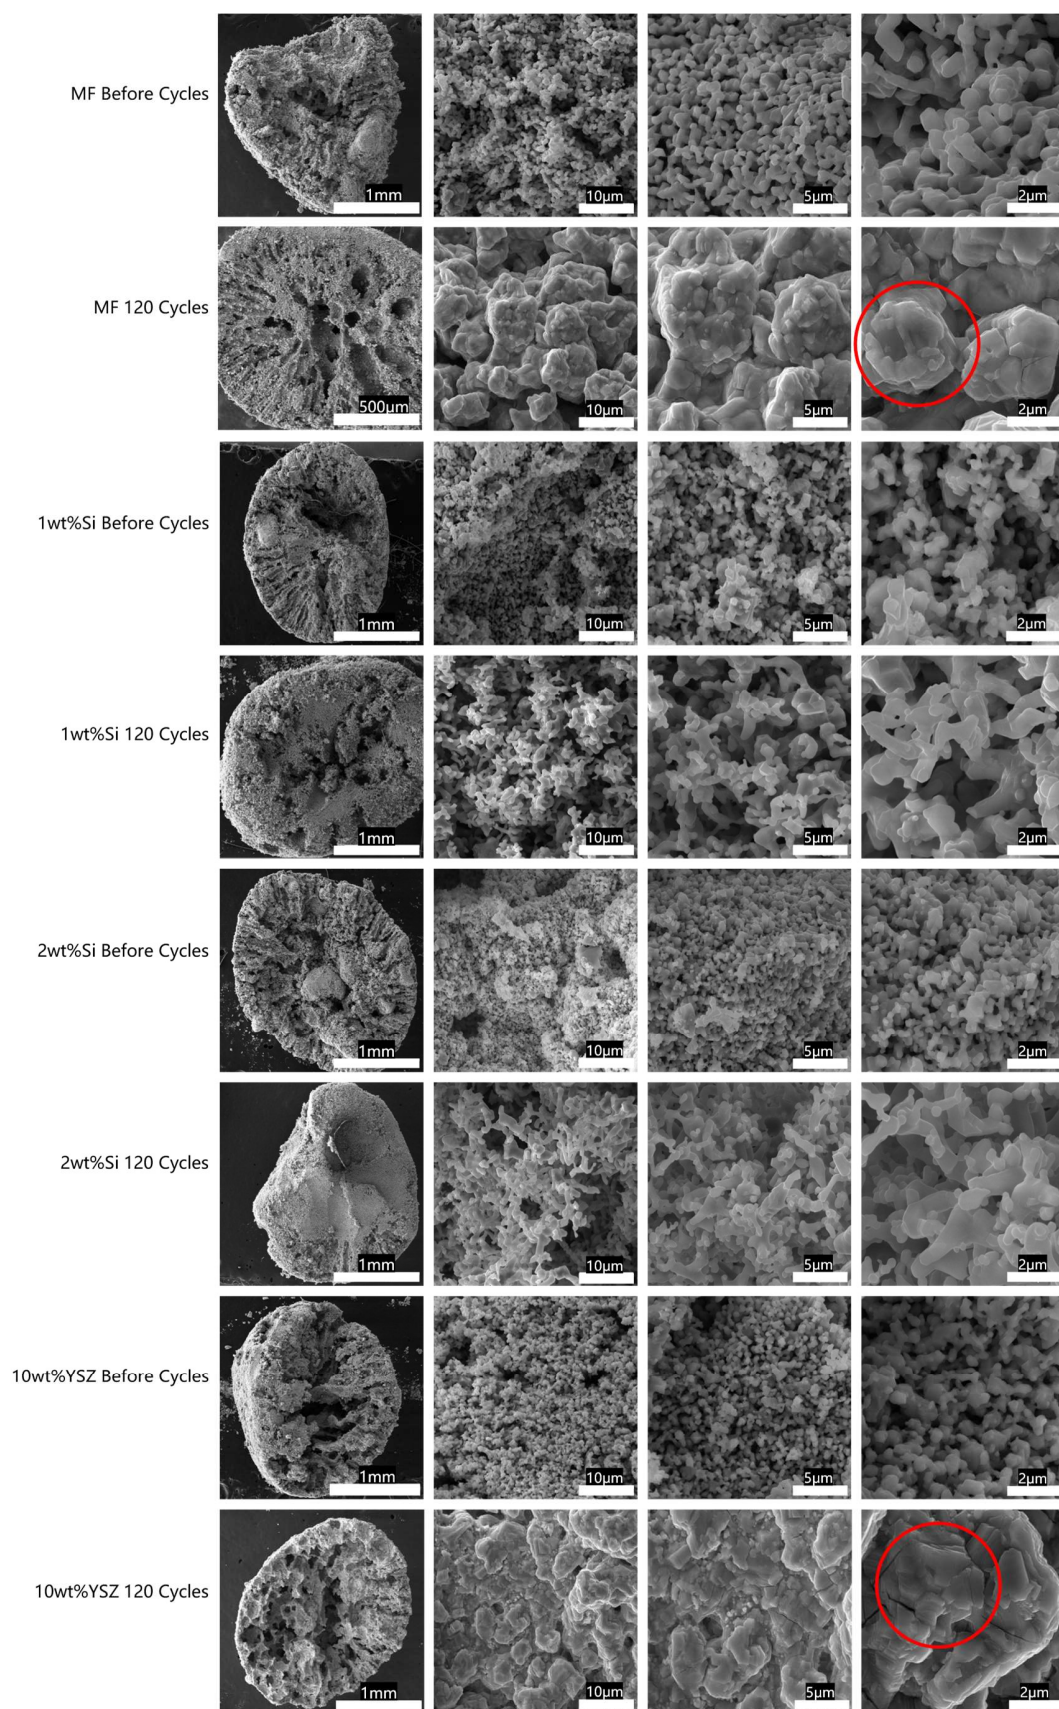 MF Before Cycles
1mm 10μm 5μm 2μm
MF 120 Cycles
500μm 10μm 5μm 2μm
1wt%Si Before Cycles
1mm 10μm 5μm 2μm
1wt%Si 120 Cycles
1mm 10μm 5μm 2μm
2wt%Si Before Cycles
1mm 10μm 5μm 2μm
2wt%Si 120 Cycles
1mm 10μm 5μm 2μm
10wt%YSZ Before Cycles
1mm 10μm 5μm 2μm
10wt%YSZ 120 Cycles
1mm 10μm 5μm 2μm